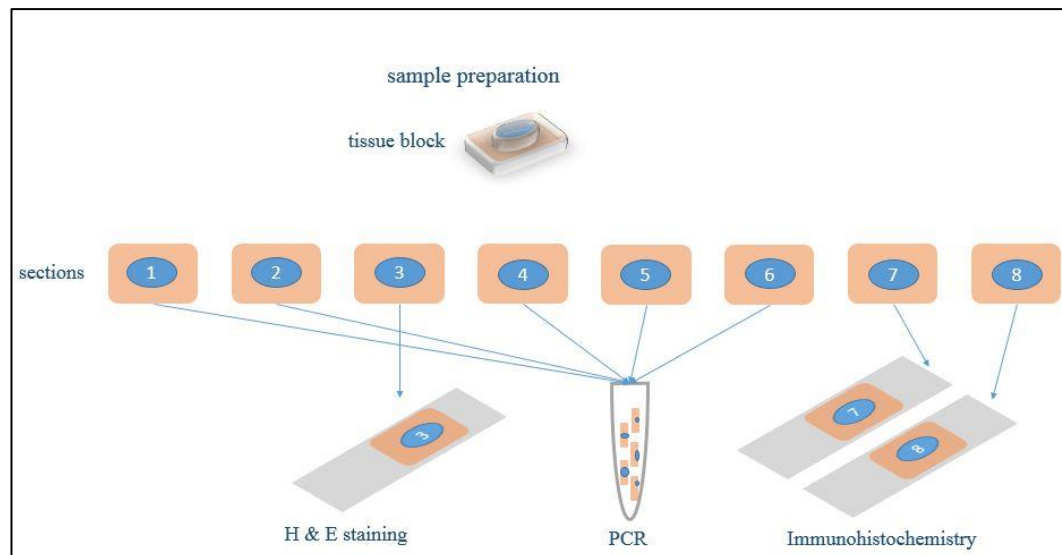 sample preparation
tissue block
sections
1 2 3 4 5 6 7 8
3
7
8
H & E staining
PCR
Immunohistochemistry